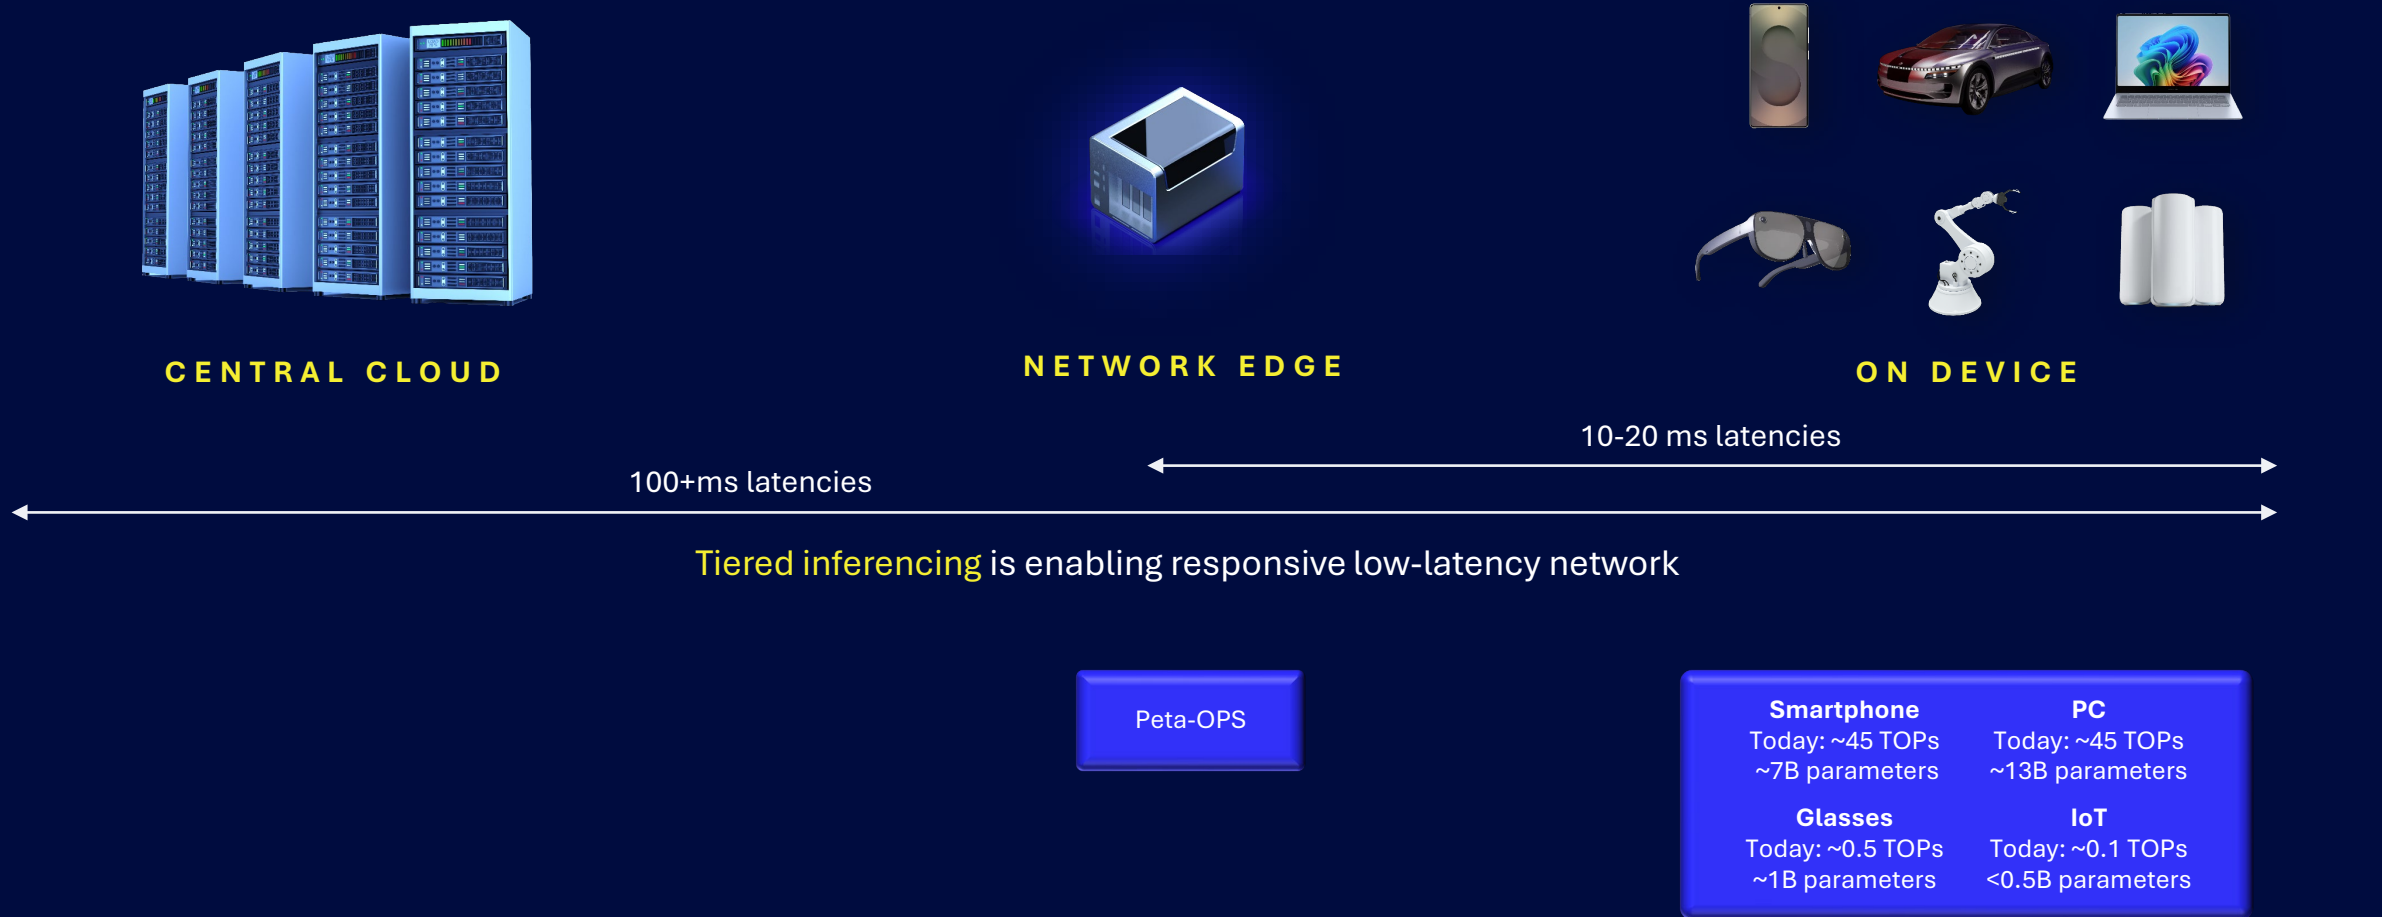 CENTRAL CLOUD
NETWORK EDGE
ON DEVICE
10-20 ms latencies
100+ms latencies
Tiered inferencing is enabling responsive low-latency network
Peta-OPS
Smartphone
Today: ~45 TOPs
~7B parameters
PC
Today: ~45 TOPs
~13B parameters
Glasses
Today: ~0.5 TOPs
~1B parameters
IoT
Today: ~0.1 TOPs
<0.5B parameters